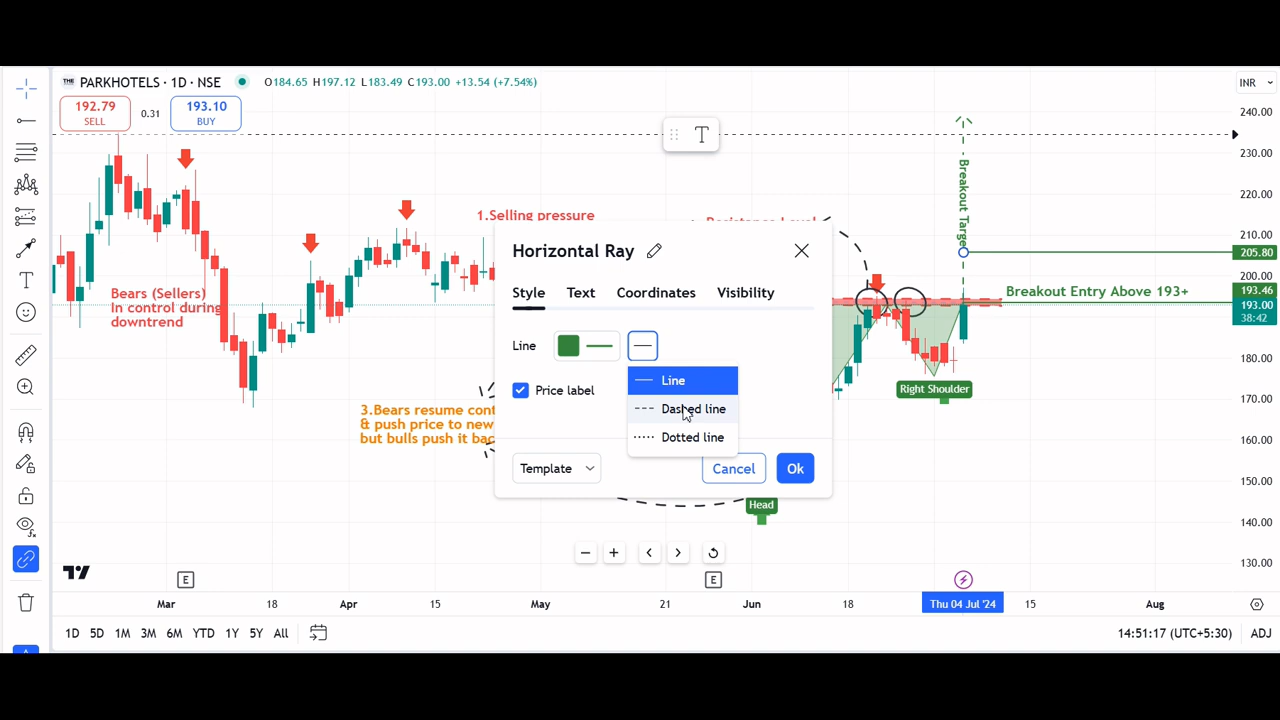 PARKHOTELS · 1D · NSE
O184.65 H197.12 L183.49 C193.00 +13.54 (+7.54%)
INR
192.79
SELL
0.31
193.10
BUY
T
240.00
230.00
220.00
210.00
205.80
200.00
193.46
193.00
38:42
180.00
170.00
160.00
150.00
140.00
130.00
1.Selling pressure
Breakout
Bears (Sellers)
In control during
downtrend
Breakout Entry Above 193+
Right Shoulder
Head
3.Bears resume cont
& push price to new
but bulls push it bac
Horizontal Ray
Style
Text
Coordinates
Visibility
Line
Price label
Line
Dashed line
Dotted line
Template
Cancel
Ok
E
E
Mar
18
Apr
15
May
21
Jun
18
Thu 04 Jul '24
15
Aug
1D 5D 1M 3M 6M YTD 1Y 5Y All
14:51:17 (UTC+5:30)
ADJ